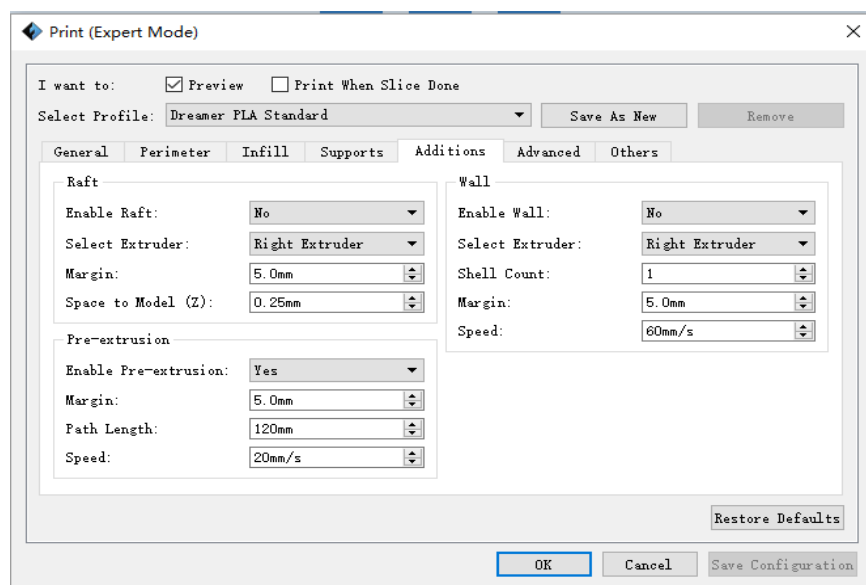 Print (Expert Mode)
I want to: Preview Print When Slice Done
Select Profile: Dreamer PLA Standard Save As New Remove
General Perimeter Infill Supports Additions Advanced Others
Raft
Enable Raft: No
Select Extruder: Right Extruder
Margin: 5.0mm
Space to Model (Z): 0.25mm
Pre-extrusion
Enable Pre-extrusion: Yes
Margin: 5.0mm
Path Length: 120mm
Speed: 20mm/s
Wall
Enable Wall: No
Select Extruder: Right Extruder
Shell Count: 1
Margin: 5.0mm
Speed: 60mm/s
Restore Defaults
OK Cancel Save Configuration